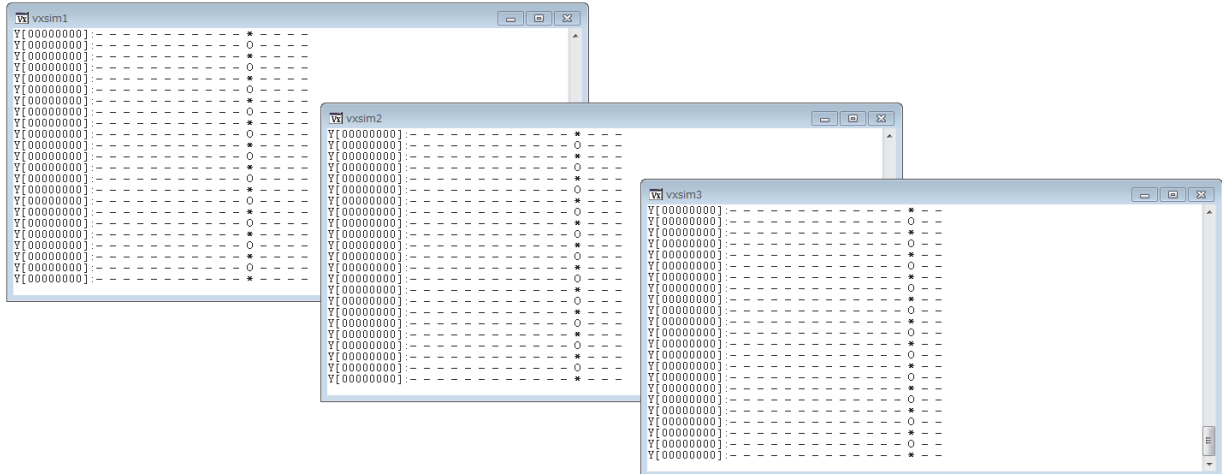 vxsim1
Y[00000000]:- - - - - - - - - - - * - - - -
Y[00000000]:- - - - - - - - - - - O - - - -
Y[00000000]:- - - - - - - - - - - * - - - -
Y[00000000]:- - - - - - - - - - - O - - - -
Y[00000000]:- - - - - - - - - - - * - - - -
Y[00000000]:- - - - - - - - - - - O - - - -
Y[00000000]:- - - - - - - - - - - * - - - -
Y[00000000]:- - - - - - - - - - - O - - - -
Y[00000000]:- - - - - - - - - - - * - - - -
Y[00000000]:- - - - - - - - - - - O - - - -
Y[00000000]:- - - - - - - - - - - * - - - -
Y[00000000]:- - - - - - - - - - - O - - - -
Y[00000000]:- - - - - - - - - - - * - - - -
Y[00000000]:- - - - - - - - - - - O - - - -
Y[00000000]:- - - - - - - - - - - * - - - -
Y[00000000]:- - - - - - - - - - - O - - - -
Y[00000000]:- - - - - - - - - - - * - - - -
Y[00000000]:- - - - - - - - - - - O - - - -
Y[00000000]:- - - - - - - - - - - * - - - -
Y[00000000]:- - - - - - - - - - - O - - - -
Y[00000000]:- - - - - - - - - - - * - - - -
Y[00000000]:- - - - - - - - - - - O - - - -
Y[00000000]:- - - - - - - - - - - * - - - -
vxsim2
Y[00000000]:- - - - - - - - - - - - * - - -
Y[00000000]:- - - - - - - - - - - - O - - -
Y[00000000]:- - - - - - - - - - - - * - - -
Y[00000000]:- - - - - - - - - - - - O - - -
Y[00000000]:- - - - - - - - - - - - * - - -
Y[00000000]:- - - - - - - - - - - - O - - -
Y[00000000]:- - - - - - - - - - - - * - - -
Y[00000000]:- - - - - - - - - - - - O - - -
Y[00000000]:- - - - - - - - - - - - * - - -
Y[00000000]:- - - - - - - - - - - - O - - -
Y[00000000]:- - - - - - - - - - - - * - - -
Y[00000000]:- - - - - - - - - - - - O - - -
Y[00000000]:- - - - - - - - - - - - * - - -
Y[00000000]:- - - - - - - - - - - - O - - -
Y[00000000]:- - - - - - - - - - - - * - - -
Y[00000000]:- - - - - - - - - - - - O - - -
Y[00000000]:- - - - - - - - - - - - * - - -
Y[00000000]:- - - - - - - - - - - - O - - -
Y[00000000]:- - - - - - - - - - - - * - - -
Y[00000000]:- - - - - - - - - - - - O - - -
Y[00000000]:- - - - - - - - - - - - * - - -
Y[00000000]:- - - - - - - - - - - - O - - -
Y[00000000]:- - - - - - - - - - - - * - - -
vxsim3
Y[00000000]:- - - - - - - - - - - - - * - -
Y[00000000]:- - - - - - - - - - - - - O - -
Y[00000000]:- - - - - - - - - - - - - * - -
Y[00000000]:- - - - - - - - - - - - - O - -
Y[00000000]:- - - - - - - - - - - - - * - -
Y[00000000]:- - - - - - - - - - - - - O - -
Y[00000000]:- - - - - - - - - - - - - * - -
Y[00000000]:- - - - - - - - - - - - - O - -
Y[00000000]:- - - - - - - - - - - - - * - -
Y[00000000]:- - - - - - - - - - - - - O - -
Y[00000000]:- - - - - - - - - - - - - * - -
Y[00000000]:- - - - - - - - - - - - - O - -
Y[00000000]:- - - - - - - - - - - - - * - -
Y[00000000]:- - - - - - - - - - - - - O - -
Y[00000000]:- - - - - - - - - - - - - * - -
Y[00000000]:- - - - - - - - - - - - - O - -
Y[00000000]:- - - - - - - - - - - - - * - -
Y[00000000]:- - - - - - - - - - - - - O - -
Y[00000000]:- - - - - - - - - - - - - * - -
Y[00000000]:- - - - - - - - - - - - - O - -
Y[00000000]:- - - - - - - - - - - - - * - -
Y[00000000]:- - - - - - - - - - - - - O - -
Y[00000000]:- - - - - - - - - - - - - * - -